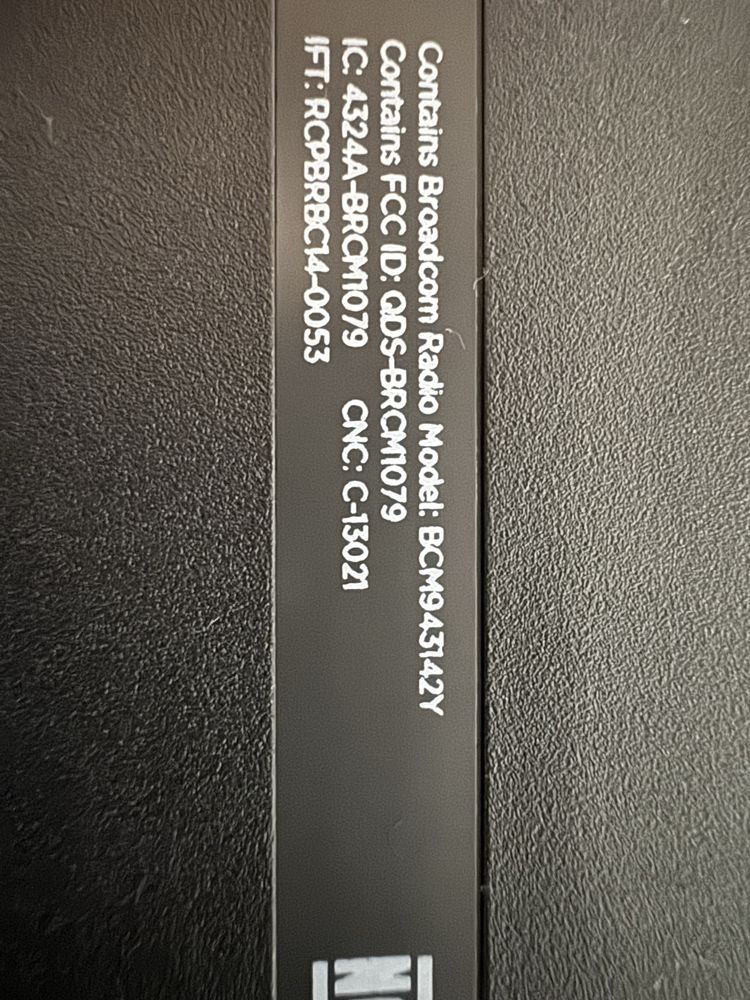 Contains Broadcom Radio Model: BCM943142Y
Contains FCC ID: QDS-BRCM1079
IC: 4324A-BRCM1079 CNC: C-13021
IFT: RCPBRBC14-0053